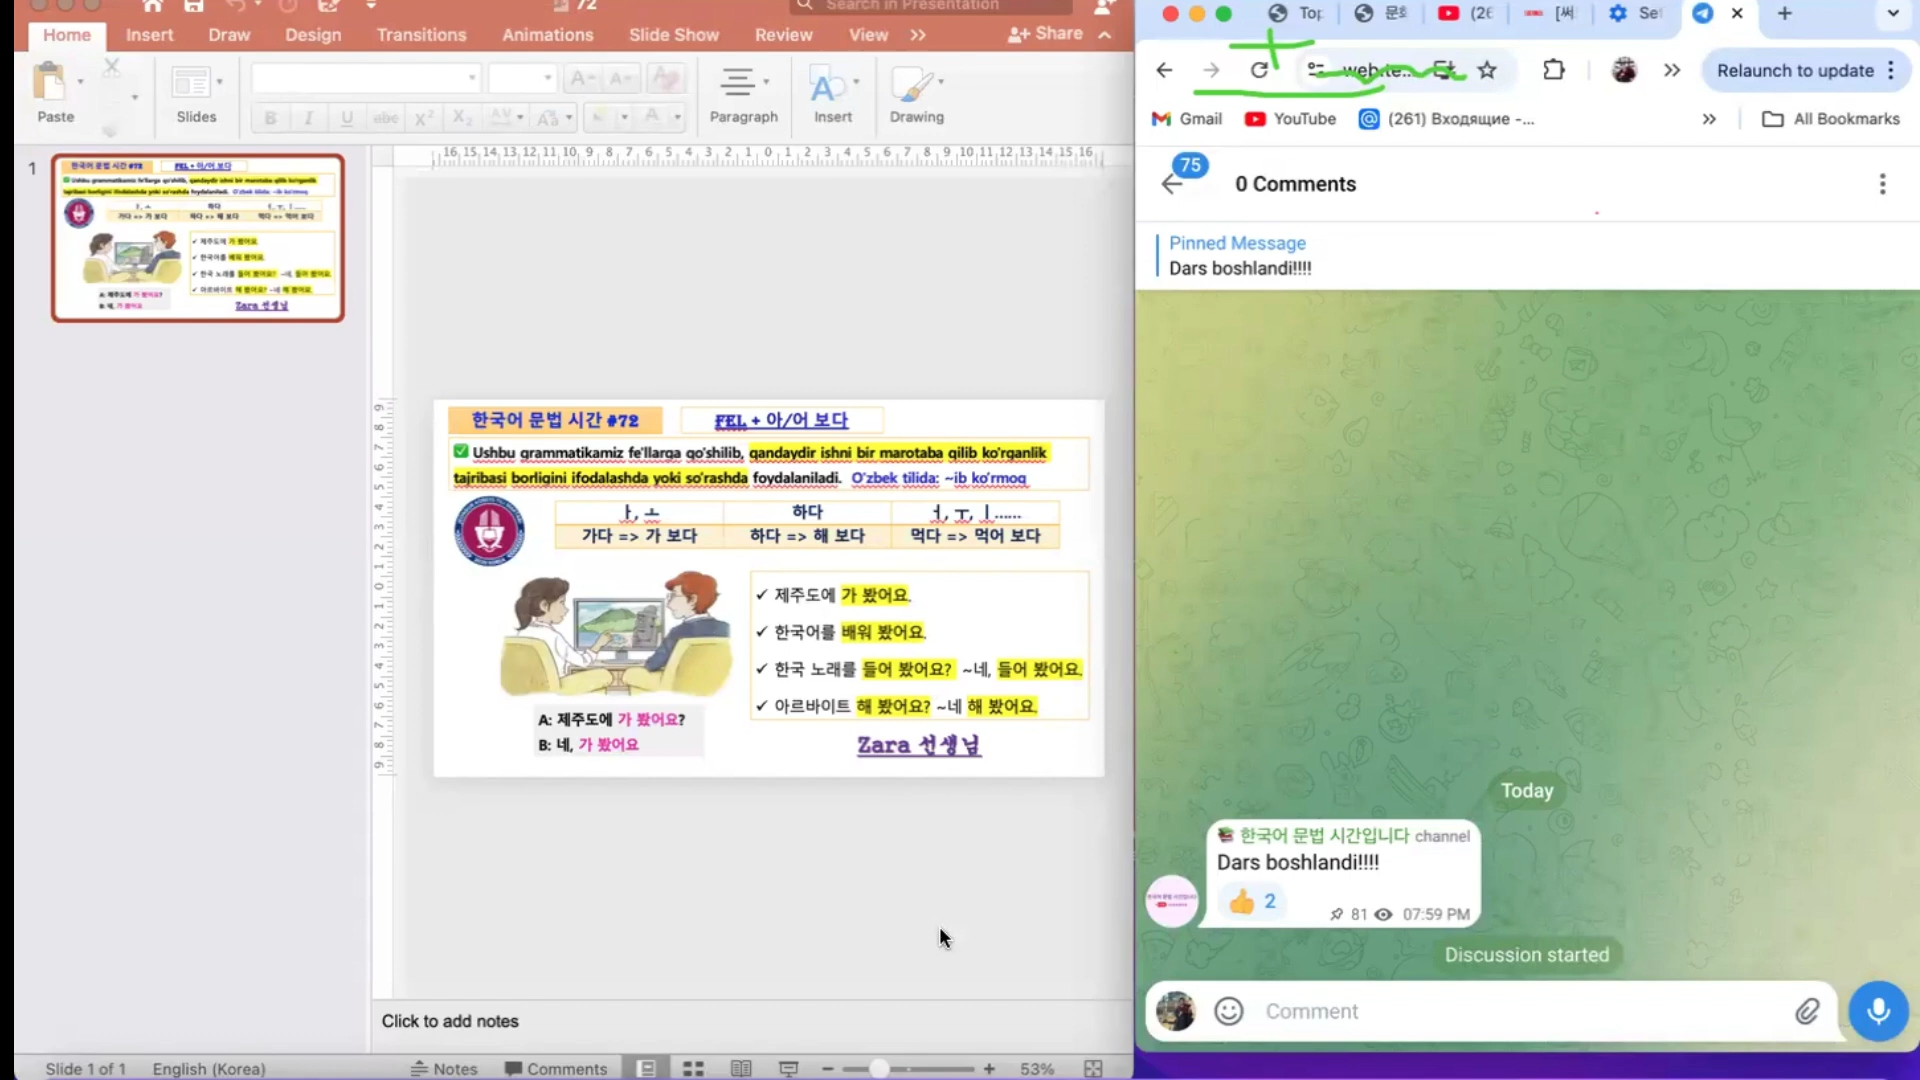 72
Search in Presentation
Home Insert Draw Design Transitions Animations Slide Show Review View Share
Paste Slides Paragraph Insert Drawing
1
한국어 문법 시간 #72
FEL + 아/어 보다
Ushbu grammatikamiz fe'llarga qo'shilib, qandaydir ishni bir marotaba qilib ko'rganlik
tajribasi borligini ifodalashda yoki so'rashda foydalaniladi. O'zbek tilida: ~ib ko'rmoq
ㅏ, ㅗ 하다 ㅓ, ㅜ, ㅣ......
가다 => 가 보다 하다 => 해 보다 먹다 => 먹어 보다
제주도에 가 봤어요.
한국어를 배워 봤어요.
한국 노래를 들어 봤어요? ~네, 들어 봤어요.
아르바이트 해 봤어요? ~네 해 봤어요.
A: 제주도에 가 봤어요?
B: 네, 가 봤어요
Zara 선생님
Click to add notes
Slide 1 of 1 English (Korea) Notes Comments 53%
Relaunch to update
Gmail YouTube (261) Входящие -... All Bookmarks
75
0 Comments
Pinned Message
Dars boshlandi!!!!
Today
한국어 문법 시간입니다 channel
Dars boshlandi!!!!
2
81 07:59 PM
Discussion started
Comment